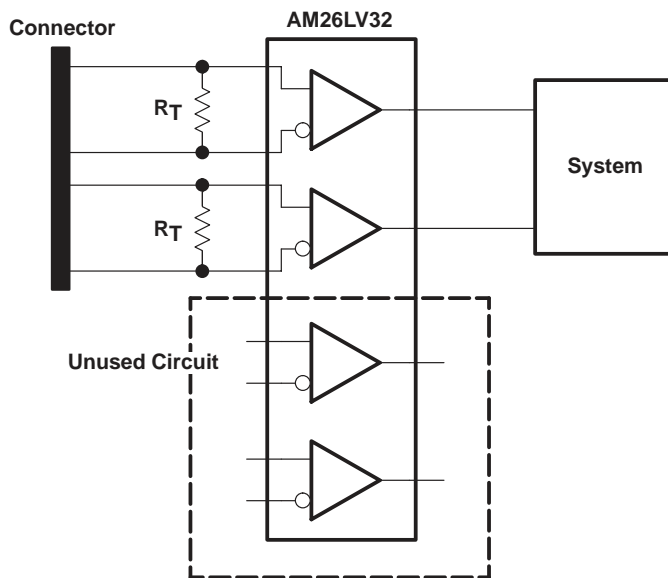 AM26LV32
Connector
RT
System
RT
Unused Circuit